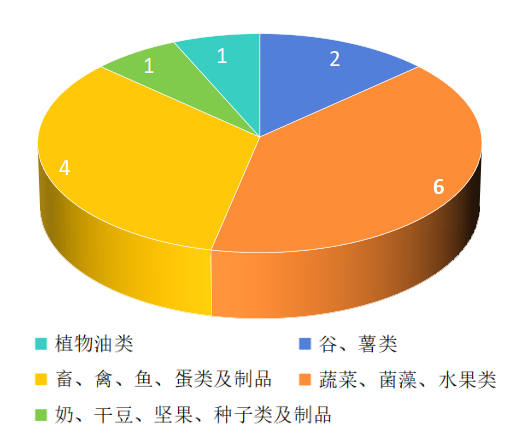 1
1
2
4
6
植物油类
谷、薯类
畜、禽、鱼、蛋类及制品
蔬菜、菌藻、水果类
奶、干豆、坚果、种子类及制品